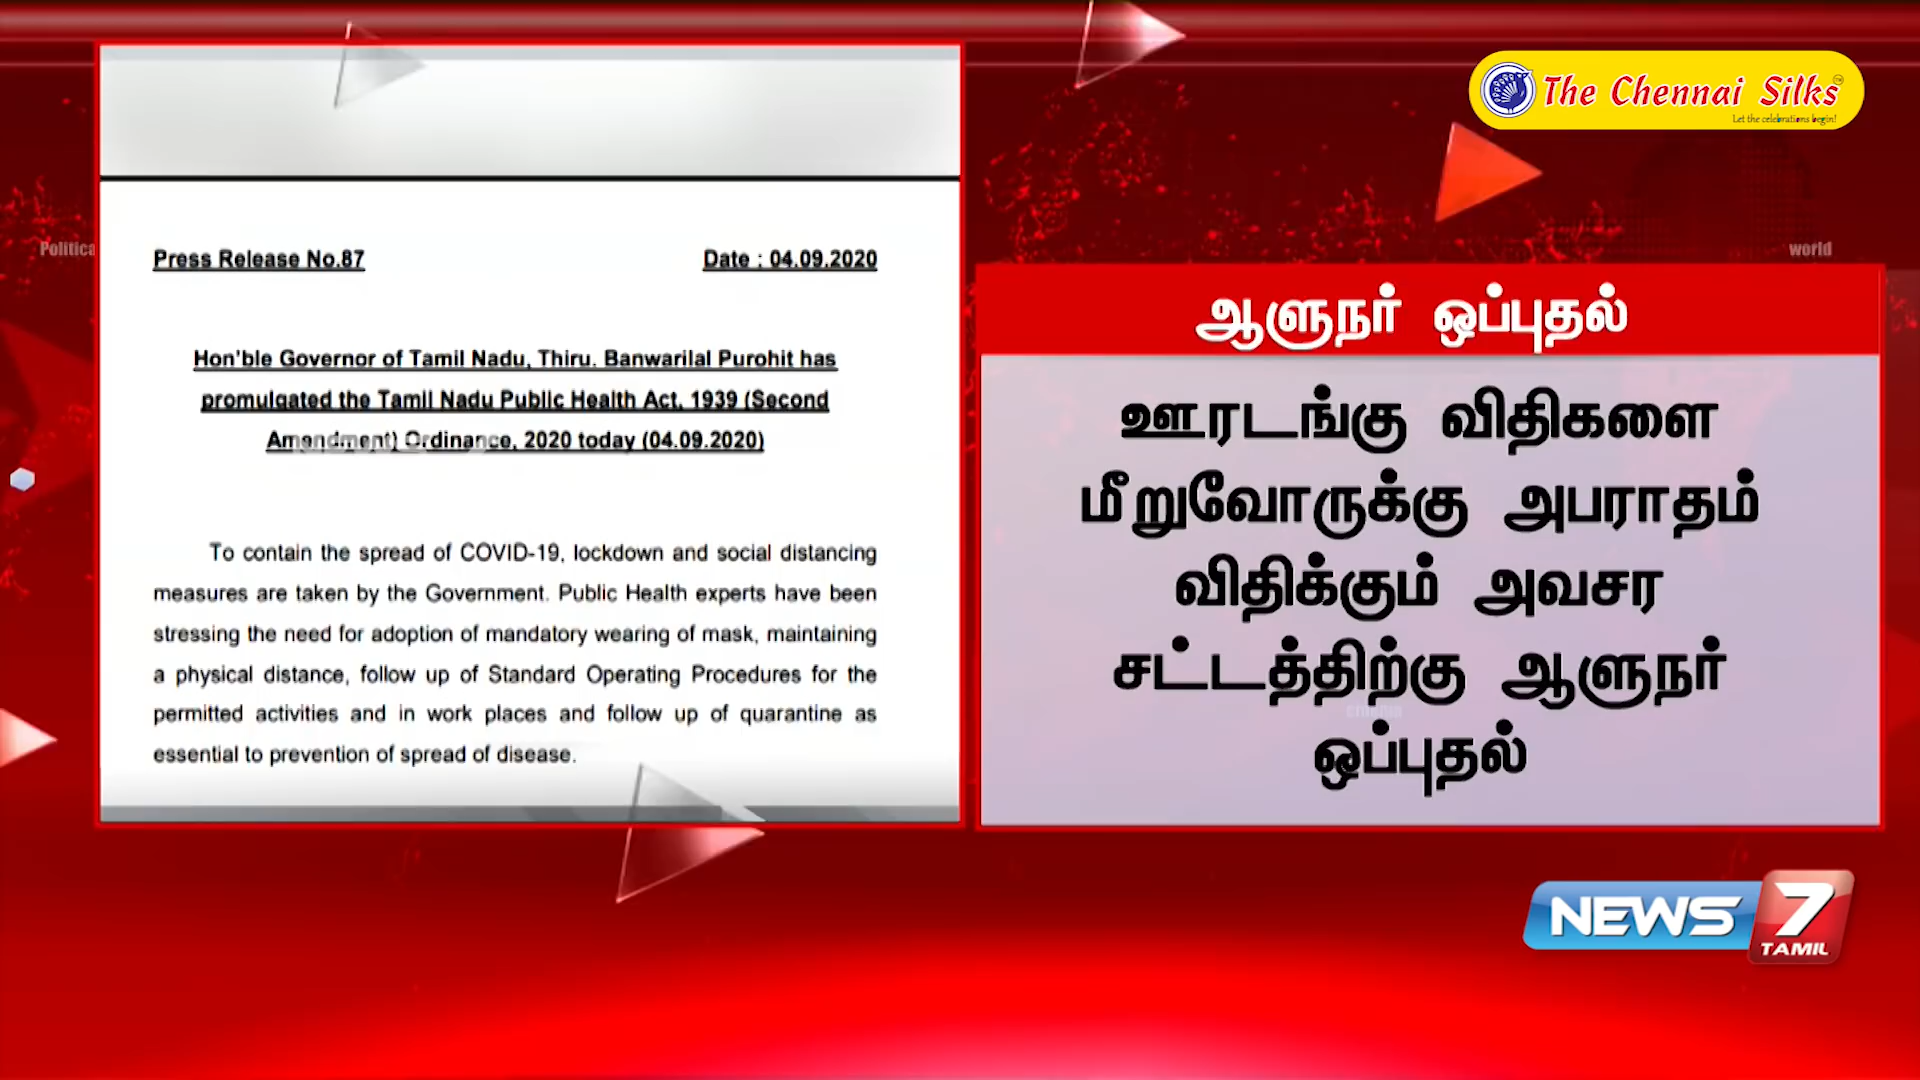 The Chennai Silks
Let the celebrations begin!
Press Release No.87 Date : 04.09.2020
Hon'ble Governor of Tamil Nadu, Thiru. Banwarilal Purohit has
promulgated the Tamil Nadu Public Health Act, 1939 (Second
Amendment) Ordinance, 2020 today (04.09.2020)
To contain the spread of COVID-19, lockdown and social distancing
measures are taken by the Government. Public Health experts have been
stressing the need for adoption of mandatory wearing of mask, maintaining
a physical distance, follow up of Standard Operating Procedures for the
permitted activities and in work places and follow up of quarantine as
essential to prevention of spread of disease.
Politica
world
ஆளுநர் ஒப்புதல்
ஊரடங்கு விதிகளை
மீறுவோருக்கு அபராதம்
விதிக்கும் அவசர
சட்டத்திற்கு ஆளுநர்
ஒப்புதல்
NEWS 7
TAMIL